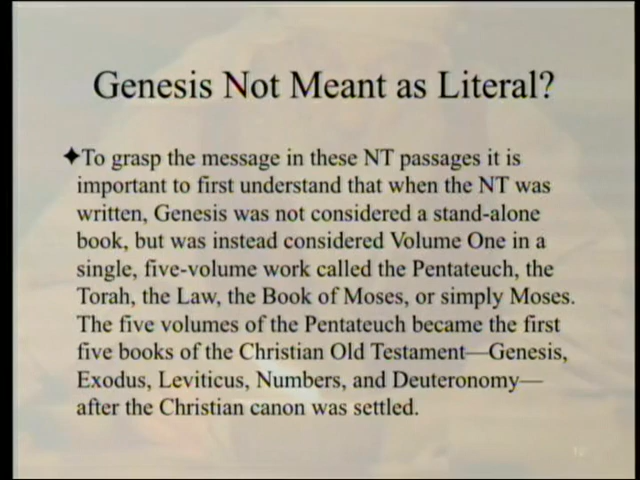 Genesis Not Meant as Literal?
✦To grasp the message in these NT passages it is
important to first understand that when the NT was
written, Genesis was not considered a stand-alone
book, but was instead considered Volume One in a
single, five-volume work called the Pentateuch, the
Torah, the Law, the Book of Moses, or simply Moses.
The five volumes of the Pentateuch became the first
five books of the Christian Old Testament—Genesis,
Exodus, Leviticus, Numbers, and Deuteronomy—
after the Christian canon was settled.